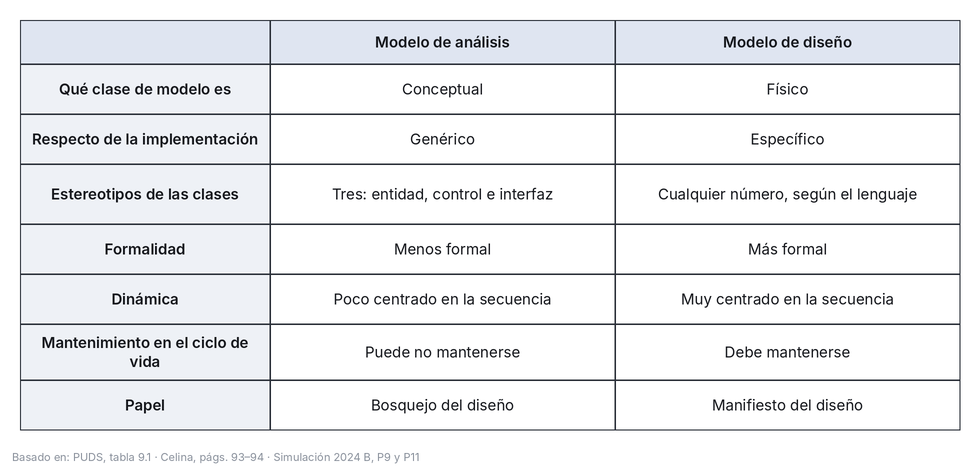 Modelo de análisis Modelo de diseño
Qué clase de modelo es Conceptual Físico
Respecto de la implementación Genérico Específico
Estereotipos de las clases Tres: entidad, control e interfaz Cualquier número, según el lenguaje
Formalidad Menos formal Más formal
Dinámica Poco centrado en la secuencia Muy centrado en la secuencia
Mantenimiento en el ciclo de
vida Puede no mantenerse Debe mantenerse
Papel Bosquejo del diseño Manifiesto del diseño
Basado en: PUDS, tabla 9.1 · Celina, págs. 93–94 · Simulación 2024 B, P9 y P11